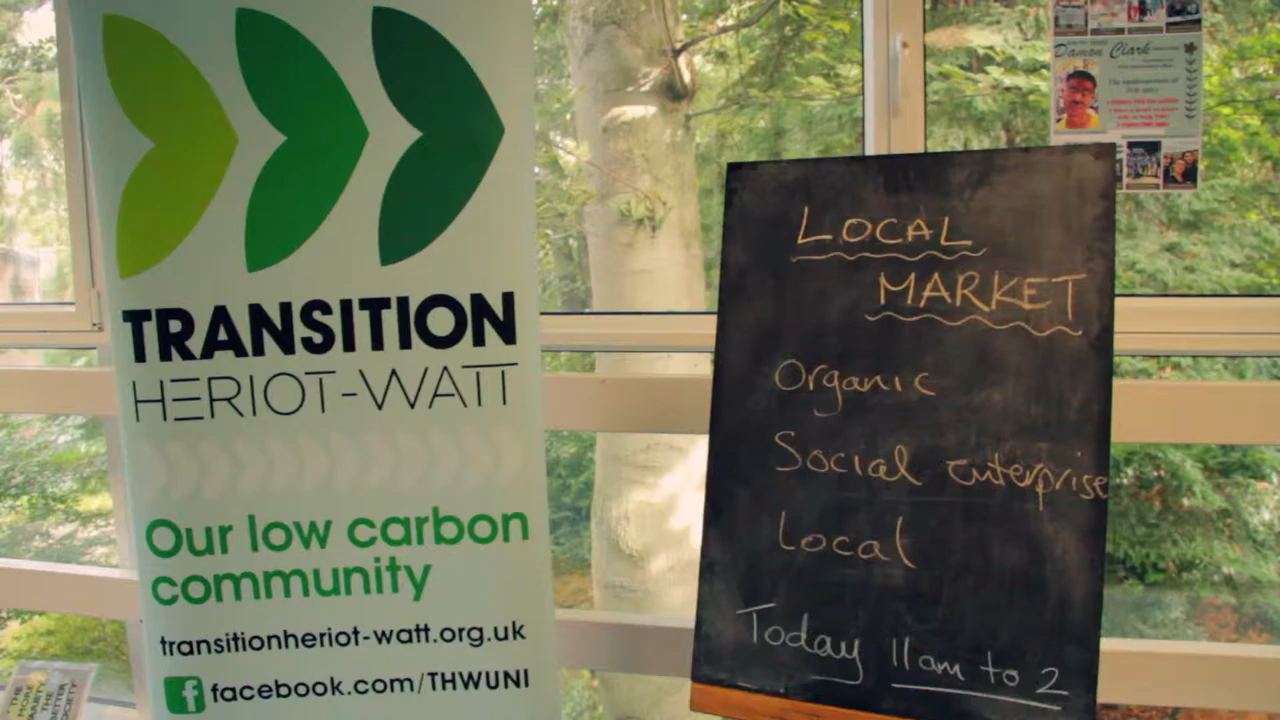 TRANSITION
HERIOT-WATT
Our low carbon
community
transitionheriot-watt.org.uk
facebook.com/THWUNI
LOCAL
MARKET
Organic
Social enterprise
Local
Today 11am to 2
Damon Clark